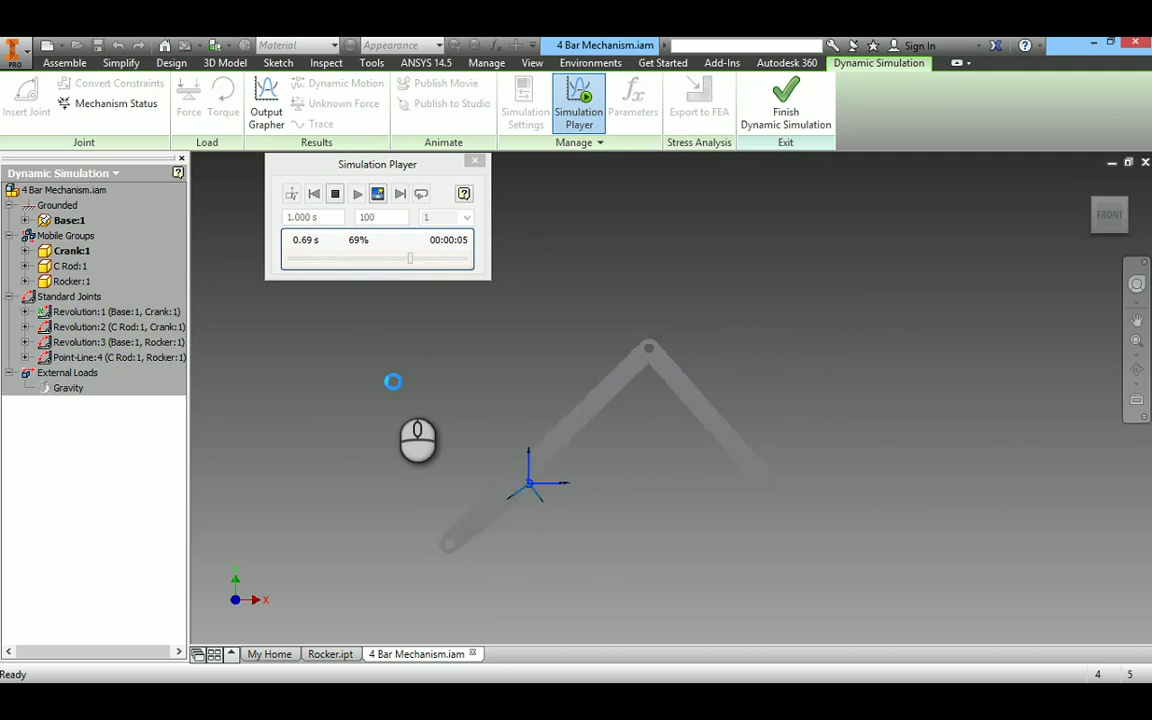 Material
Appearance
4 Bar Mechanism.iam
Sign In
PRO
Assemble Simplify Design 3D Model Sketch Inspect Tools ANSYS 14.5 Manage View Environments Get Started Add-Ins Autodesk 360 Dynamic Simulation
Insert Joint
Convert Constraints
Mechanism Status
Joint
Force Torque
Load
Output Grapher
Dynamic Motion
Unknown Force
Trace
Results
Publish Movie
Publish to Studio
Animate
Simulation Settings
Simulation Player
Parameters
Manage
Export to FEA
Stress Analysis
Finish Dynamic Simulation
Exit
Dynamic Simulation
4 Bar Mechanism.iam
Grounded
Base:1
Mobile Groups
Crank:1
C Rod:1
Rocker:1
Standard Joints
Revolution:1 (Base:1, Crank:1)
Revolution:2 (C Rod:1, Crank:1)
Revolution:3 (Base:1, Rocker:1)
Point-Line:4 (C Rod:1, Rocker:1)
External Loads
Gravity
Simulation Player
1.000 s 100 1
0.69 s 69% 00:00:05
FRONT
X
My Home Rocker.ipt 4 Bar Mechanism.iam
Ready 4 5